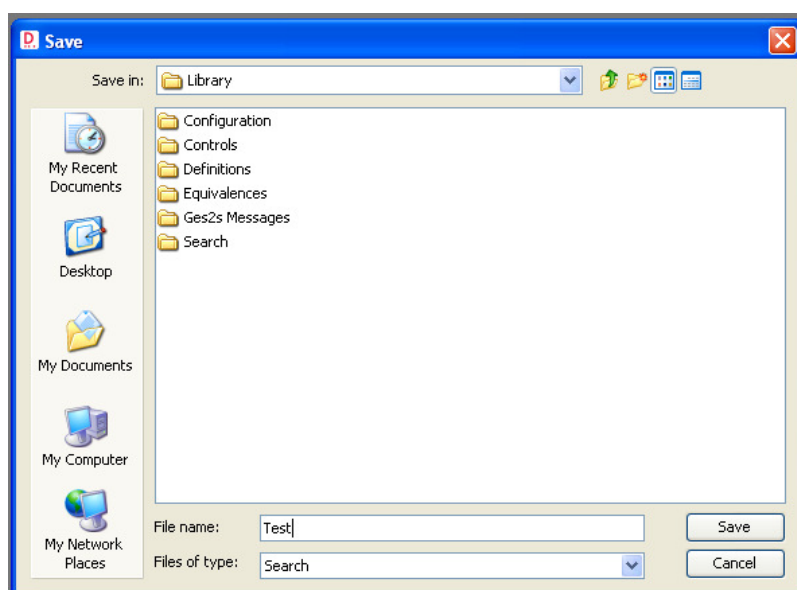 D. Save
Save in: Library
My Recent
Documents
Desktop
My Documents
My Computer
My Network
Places
Configuration
Controls
Definitions
Equivalences
Ges2s Messages
Search
File name: Test
Save
Files of type: Search
Cancel